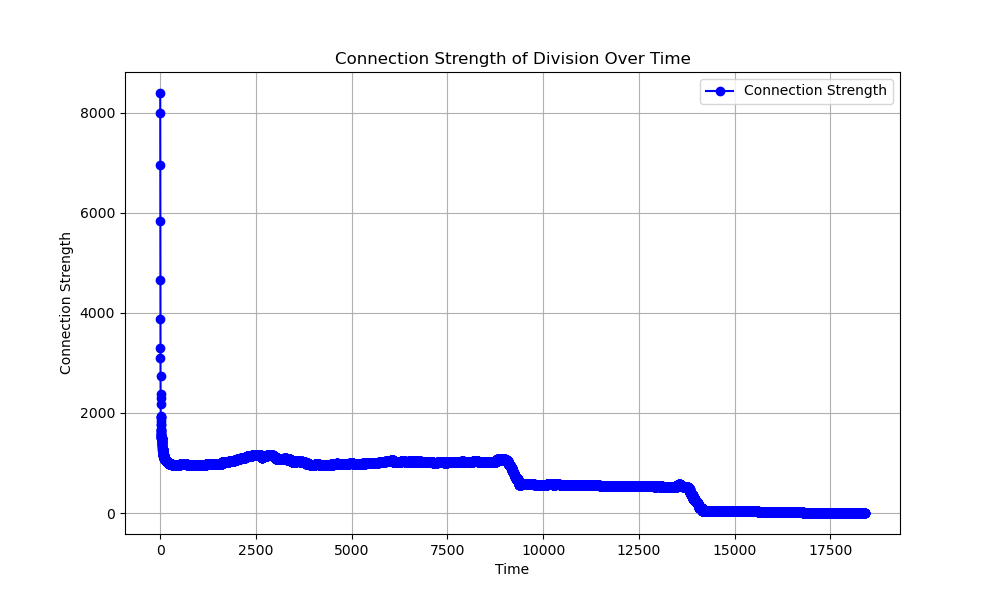 Connection Strength of Division Over Time
Connection Strength
8000
6000
4000
2000
0
Connection Strength
0 2500 5000 7500 10000 12500 15000 17500
Time